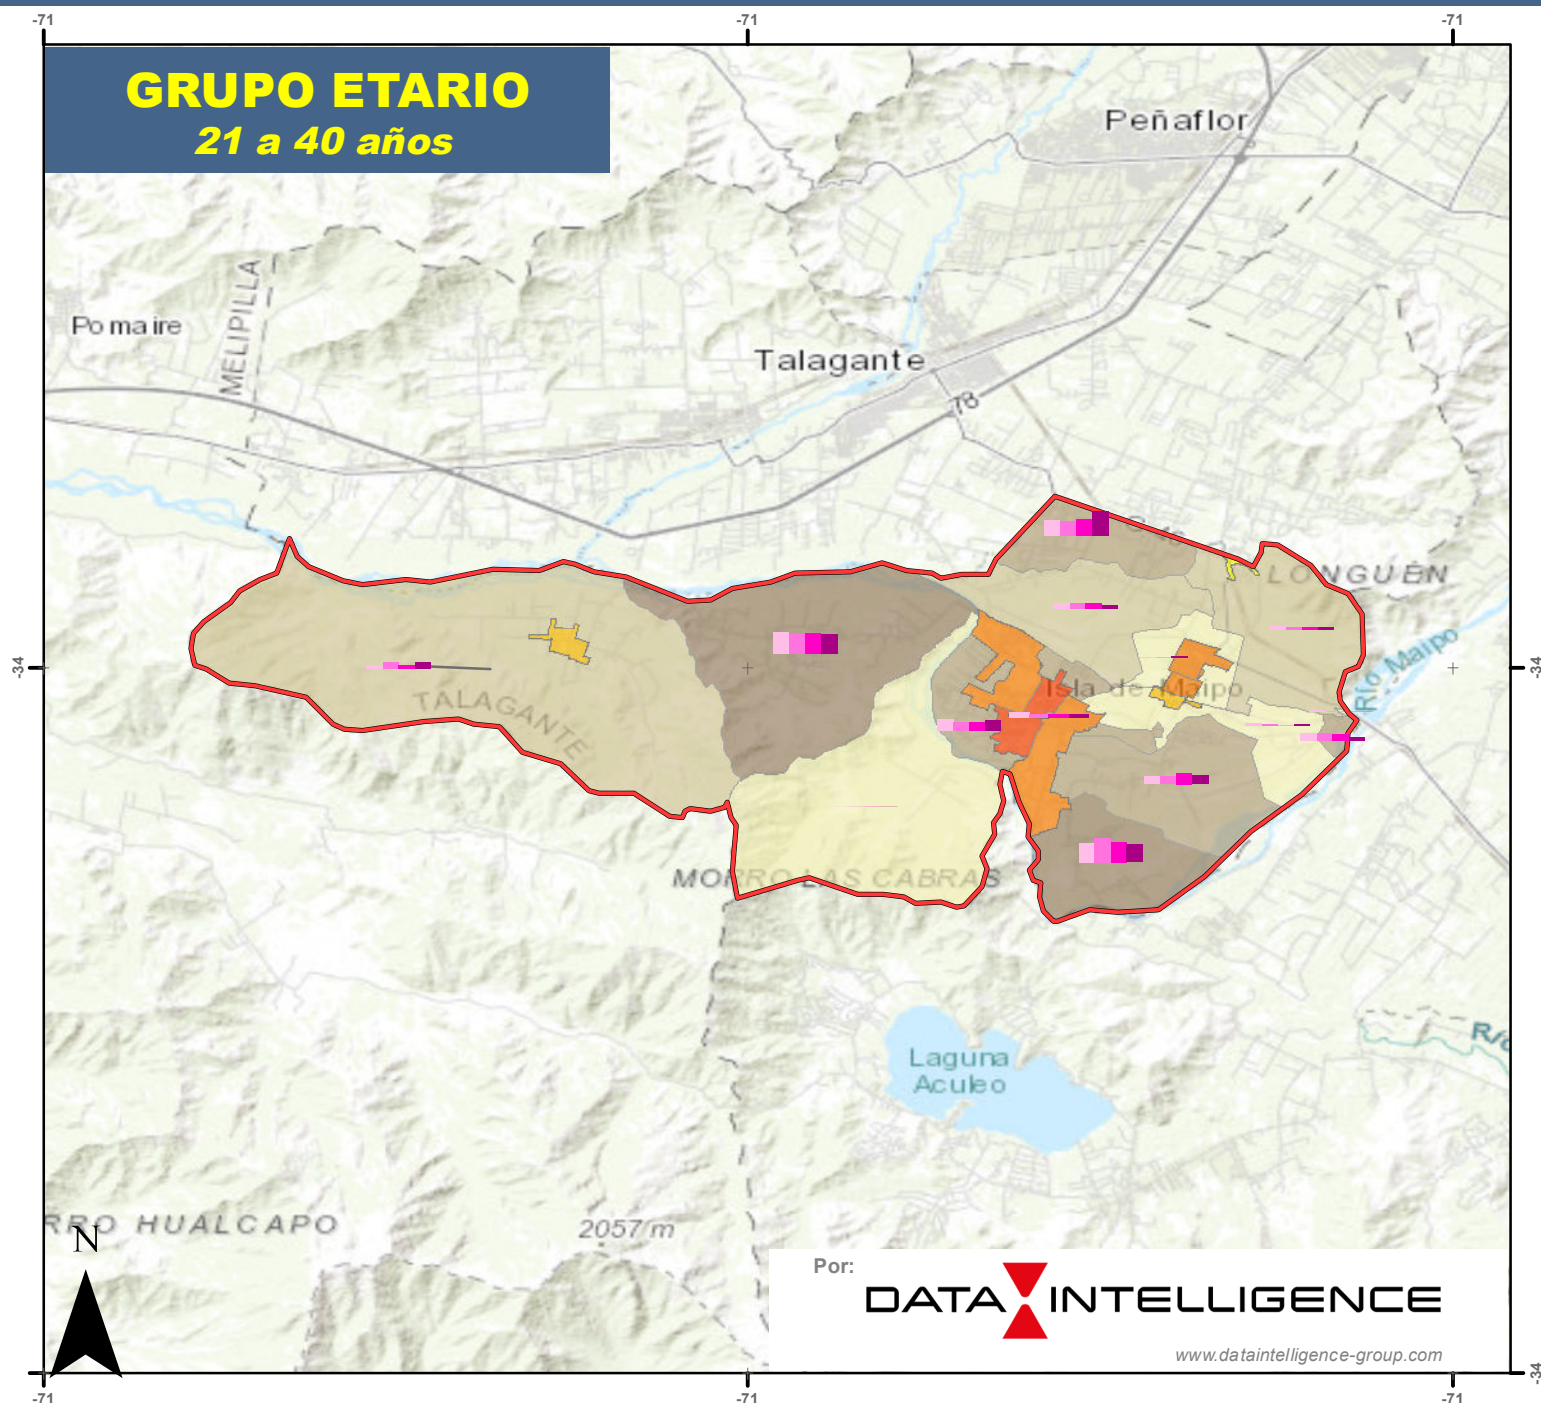 -71
-71
-71
GRUPO ETARIO
21 a 40 años
Peñaflor
Pomaire
MELIPILLA
Talagante
78
LONGUÉN
-34
-34
Río Maipo
Isla de Maipo
TALAGANTE
MORRO LAS CABRAS
Laguna
Aculeo
RRO HUALCAPO
2057 m
N
Por:
DATA INTELLIGENCE
www.dataintelligence-group.com
-34
-71
-71
-71